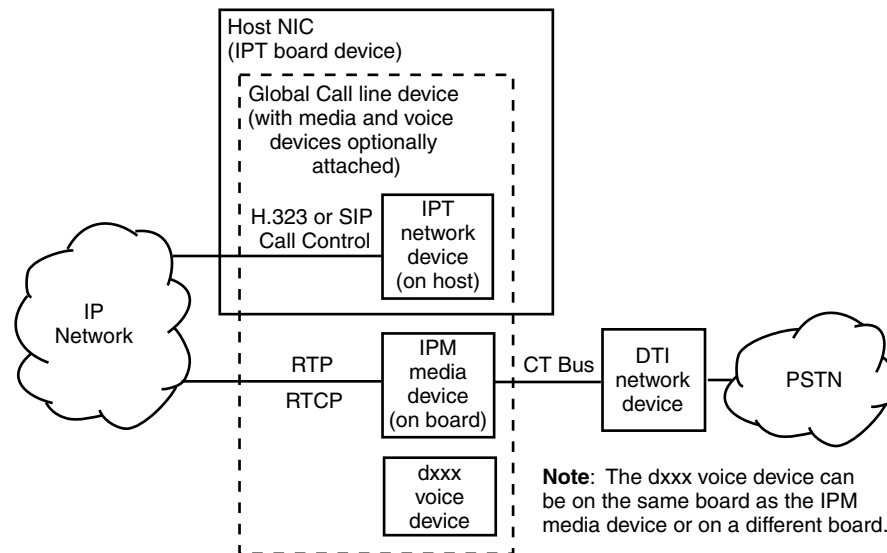 Host NIC
(IPT board device)
Global Call line device
(with media and voice
devices optionally
attached)
H.323 or SIP
Call Control
IPT
network
device
(on host)
IP
Network
RTP
RTCP
IPM
media
device
(on board)
CT Bus
DTI
network
device
PSTN
dxxx
voice
device
Note: The dxxx voice device can
be on the same board as the IPM
media device or on a different board.